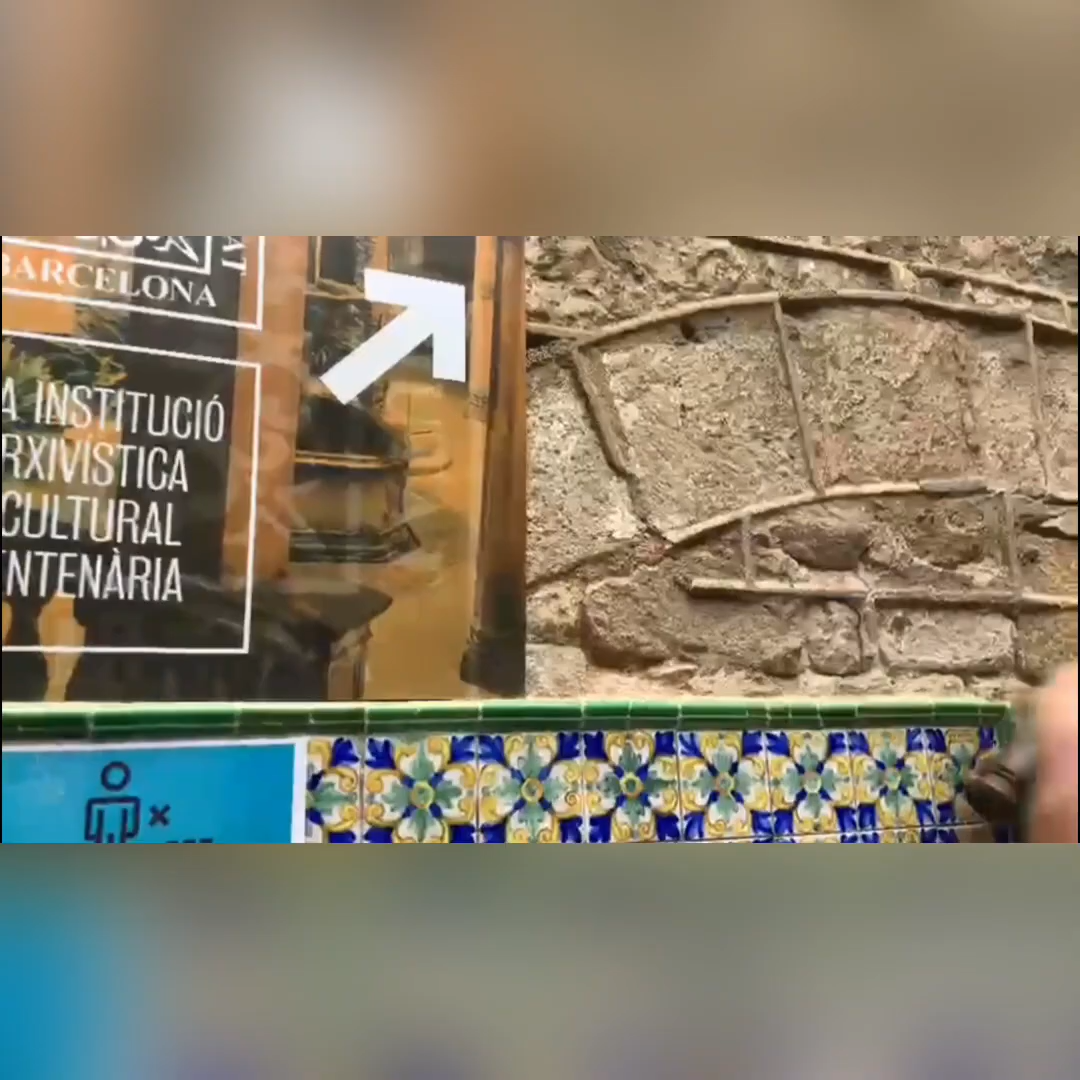 BARCELONA
A INSTITUCIÓ
RXIVÍSTICA
CULTURAL
ENTENÀRIA
×